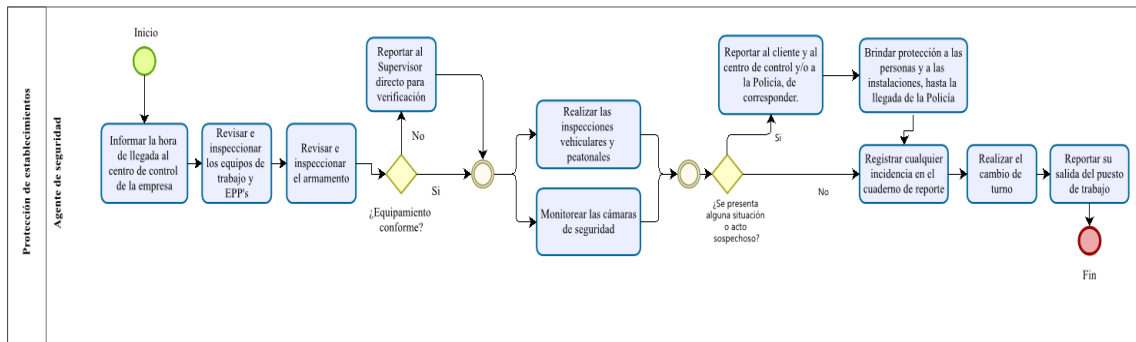 Protección de establecimientos
Agente de seguridad
Inicio
Informar la hora
de llegada al
centro de control
de la empresa
Revisar e
inspeccionar
los equipos de
trabajo y
EPP's
Revisar e
inspeccionar
el armamento
Reportar al
Supervisor
directo para
verificación
No
Si
¿Equipamiento
conforme?
Realizar las
inspecciones
vehiculares y
peatonales
Monitorear las cámaras
de seguridad
Reportar al cliente y al
centro de control y/o a
la Policía, de
corresponder.
Si
No
¿Se presenta
alguna situación
o acto
sospechoso?
Brindar protección a las
personas y a las
instalaciones, hasta la
llegada de la Policía
Registrar cualquier
incidencia en el
cuaderno de reporte
Realizar el
cambio de
turno
Reportar su
salida del puesto
de trabajo
Fin